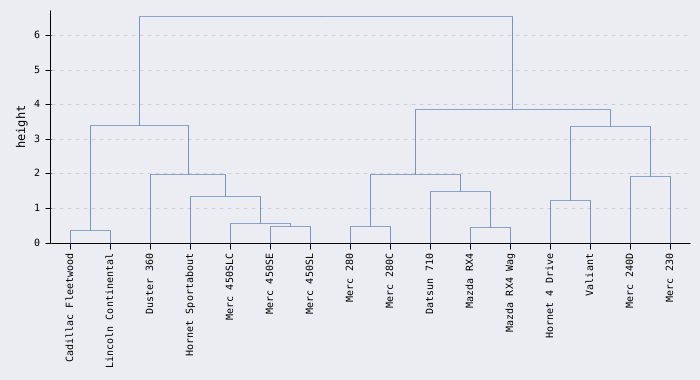 6
5
4
3
2
1
0
height
Cadillac Fleetwood
Lincoln Continental
Duster 360
Hornet Sportabout
Merc 450SLC
Merc 450SE
Merc 450SL
Merc 280
Merc 280C
Datsun 710
Mazda RX4
Mazda RX4 Wag
Hornet 4 Drive
Valiant
Merc 240D
Merc 230